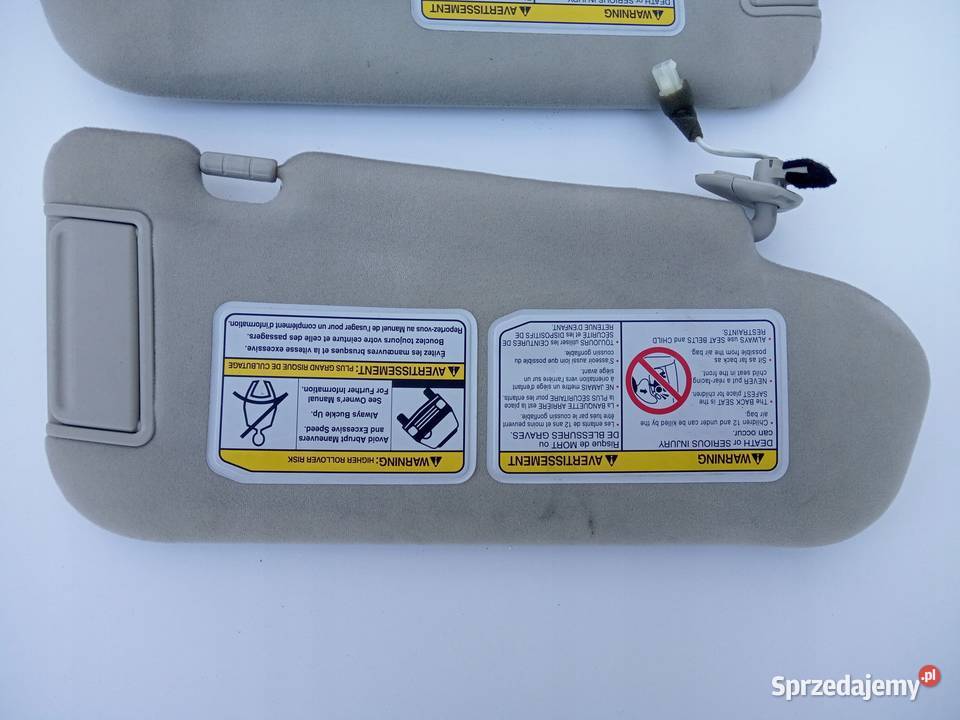 WARNING
AVERTISSEMENT
DEATH or SERIOUS INJURY
WARNING
DEATH or SERIOUS INJURY
can occur.
• Children 12 and under can be killed by the
air bag.
• The BACK SEAT is the
SAFEST place for children.
• NEVER put a rear-facing
child seat in the front.
• Sit as far back as
possible from the air bag.
• ALWAYS use SEAT BELTS and CHILD
RESTRAINTS.
AVERTISSEMENT
Risque de MORT ou
DE BLESSURES GRAVES.
• Les enfants de 12 ans et moins peuvent
être tués par le coussin gonflable.
• La BANQUETTE ARRIÈRE est la place
la PLUS SÉCURITAIRE pour les enfants.
• NE JAMAIS mettre un siège d'enfant
à orientation vers l'arrière sur un
siège avant.
• S'asseoir aussi loin que possible du
coussin gonflable.
• TOUJOURS utiliser les CEINTURES DE
SÉCURITÉ et les DISPOSITIFS DE
RETENUE D'ENFANT.
WARNING: HIGHER ROLLOVER RISK
Avoid Abrupt Maneuvers
and Excessive Speed.
Always Buckle Up.
See Owner's Manual
For Further Information.
AVERTISSEMENT: PLUS GRAND RISQUE DE CULBUTAGE
Évitez les manœuvres brusques et la vitesse excessive.
Bouclez toujours votre ceinture et celle des passagers.
Reportez-vous au Manuel de l'usager pour un complément d'information.
Sprzedajemy.pl